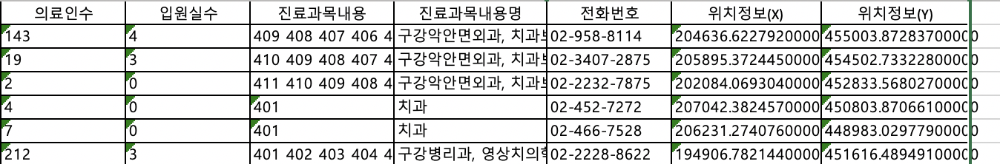 의료인수 입원실수 진료과목내용 진료과목내용명 전화번호 위치정보(X) 위치정보(Y)
143 4 409 408 407 406 4 구강악안면외과, 치과보 02-958-8114 204636.6227920000 455003.872837000000
19 3 410 409 408 407 4 구강악안면외과, 치과보 02-3407-2875 205895.3724450000 454502.733228000000
2 0 411 410 409 408 4 구강악안면외과, 치과보 02-2232-7875 202084.0693040000 452833.568027000000
4 0 401 치과 02-452-7272 207042.3824570000 450803.870661000000
7 0 401 치과 02-466-7528 206231.2740760000 448983.029779000000
212 3 401 402 403 404 4 구강병리과, 영상치의학 02-2228-8622 194906.7821440000 451616.489491000000